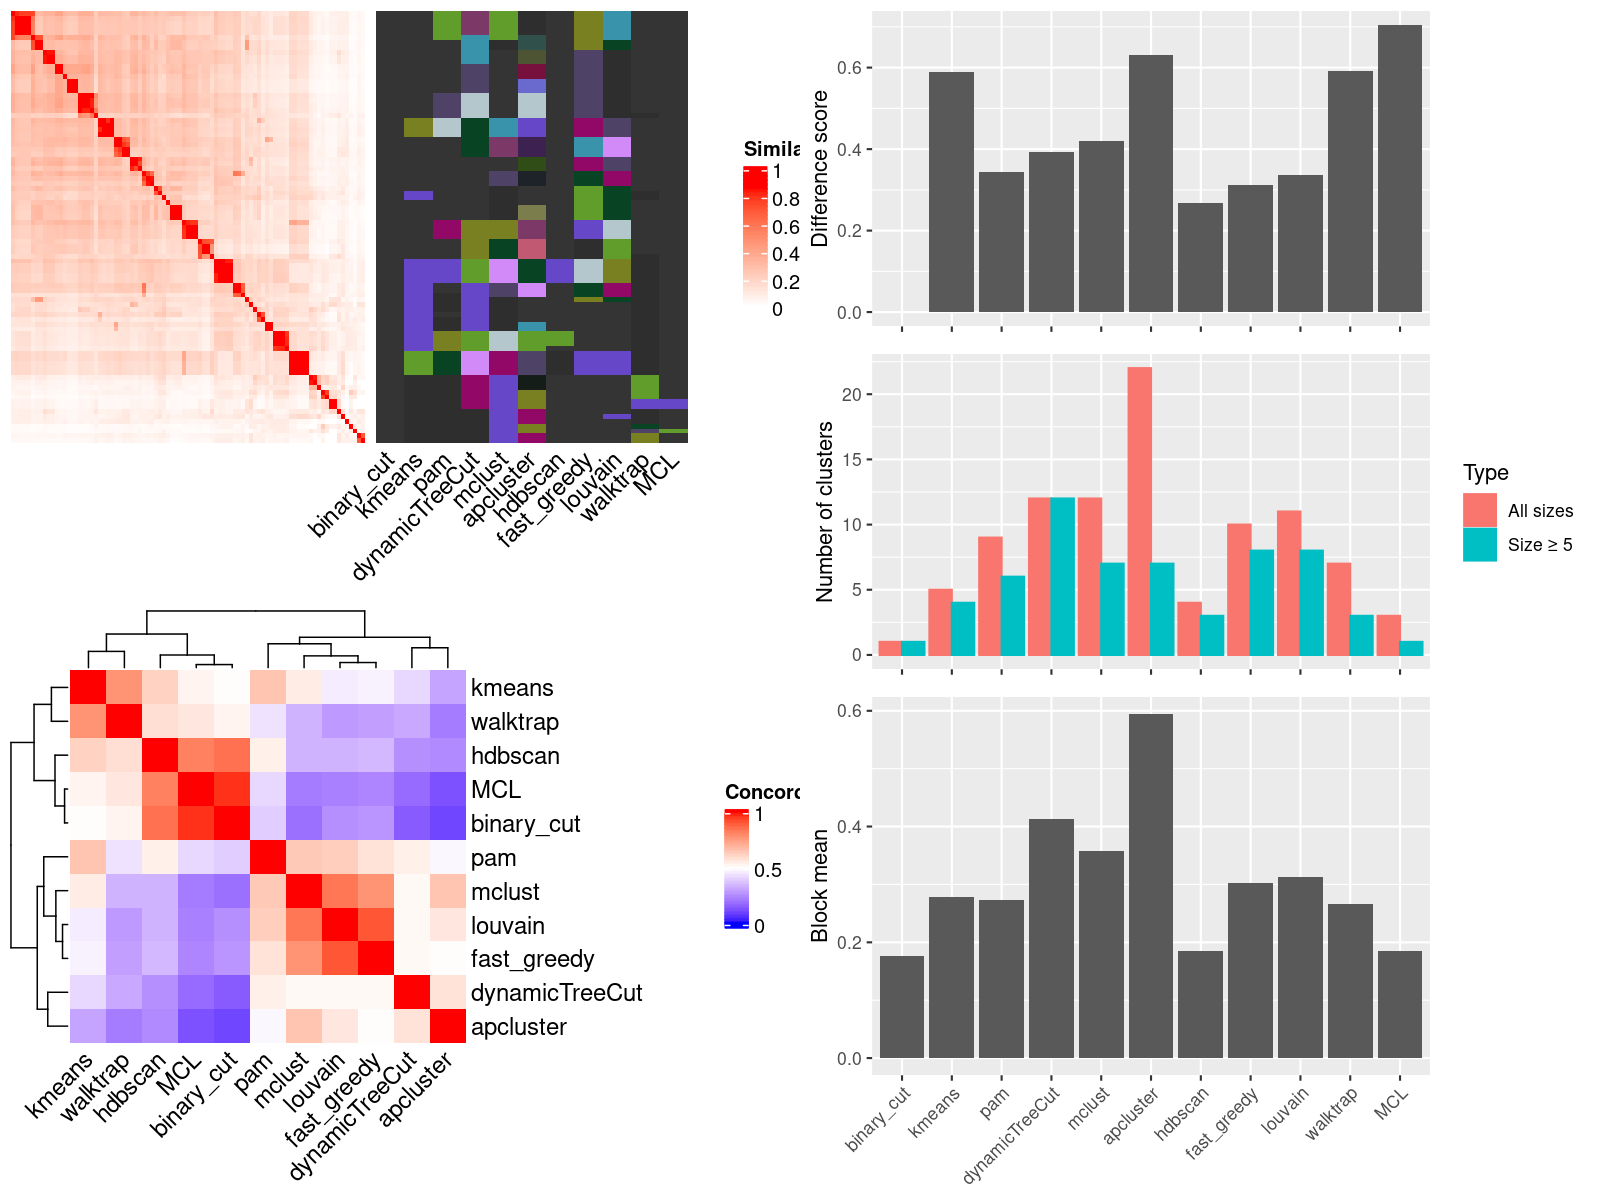 Simila
1
0.8
0.6
0.4
0.2
0
binary_cut
kmeans
pam
dynamicTreeCut
mclust
apcluster
hdbscan
fast_greedy
louvain
walktrap
MCL
kmeans
walktrap
hdbscan
MCL
binary_cut
pam
mclust
louvain
fast_greedy
dynamicTreeCut
apcluster
kmeans
walktrap
hdbscan
MCL
binary_cut
pam
mclust
louvain
fast_greedy
dynamicTreeCut
apcluster
Concord
1
0.5
0
Difference score
0.6
0.4
0.2
0.0
Number of clusters
20
15
10
5
0
Type
All sizes
Size ≥ 5
Block mean
0.6
0.4
0.2
0.0
binary_cut
kmeans
pam
dynamicTreeCut
mclust
apcluster
hdbscan
fast_greedy
louvain
walktrap
MCL